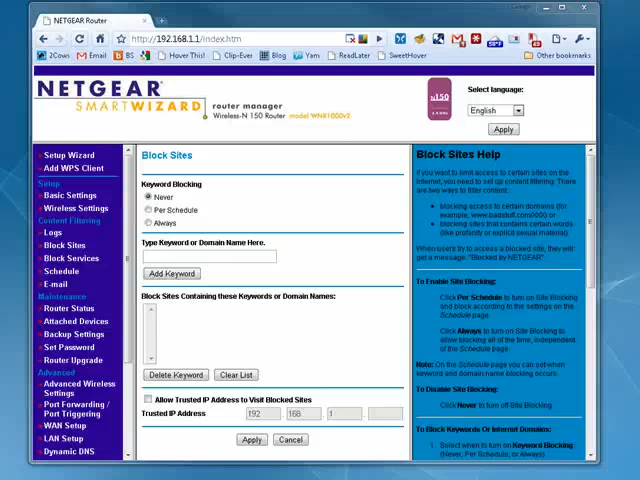 Google
NETGEAR Router
http://192.168.1.1/index.htm
2Cows
Email
BS
Hover This!
Clip-Ever
Blog
Yam
ReadLater
SweetHover
Other bookmarks
NETGEAR
SMARTWIZARD
router manager
Wireless-N 150 Router model WNR1000v2
N150
Select language:
English
Apply
Setup Wizard
Add WPS Client
Setup
Basic Settings
Wireless Settings
Content Filtering
Logs
Block Sites
Block Services
Schedule
E-mail
Maintenance
Router Status
Attached Devices
Backup Settings
Set Password
Router Upgrade
Advanced
Advanced Wireless
Settings
Port Forwarding /
Port Triggering
WAN Setup
LAN Setup
Dynamic DNS
Block Sites
Keyword Blocking
Never
Per Schedule
Always
Type Keyword or Domain Name Here.
Add Keyword
Block Sites Containing these Keywords or Domain Names:
Delete Keyword
Clear List
Allow Trusted IP Address to Visit Blocked Sites
Trusted IP Address
192 . 168 . 1 .
Apply
Cancel
Block Sites Help
If you want to limit access to certain sites on the
Internet, you need to set up content filtering. There
are two ways to filter content:
blocking access to certain domains (for
example, www.badstuff.com) or
blocking sites that contains certain words
(like profanity or explicit sexual material).
When users try to access a blocked site, they will
get a message: "Blocked by NETGEAR".
To Enable Site Blocking:
Click Per Schedule to turn on Site Blocking
and block according to the settings on the
Schedule page.
Click Always to turn on Site Blocking to
allow blocking all of the time, independent
of the Schedule page.
Note: On the Schedule page you can set when
keyword and domain name blocking occurs.
To Disable Site Blocking:
Click Never to turn off Site Blocking
To Block Keywords Or Internet Domains:
1. Select when to turn on Keyword Blocking
(Never, Per Schedule, or Always).